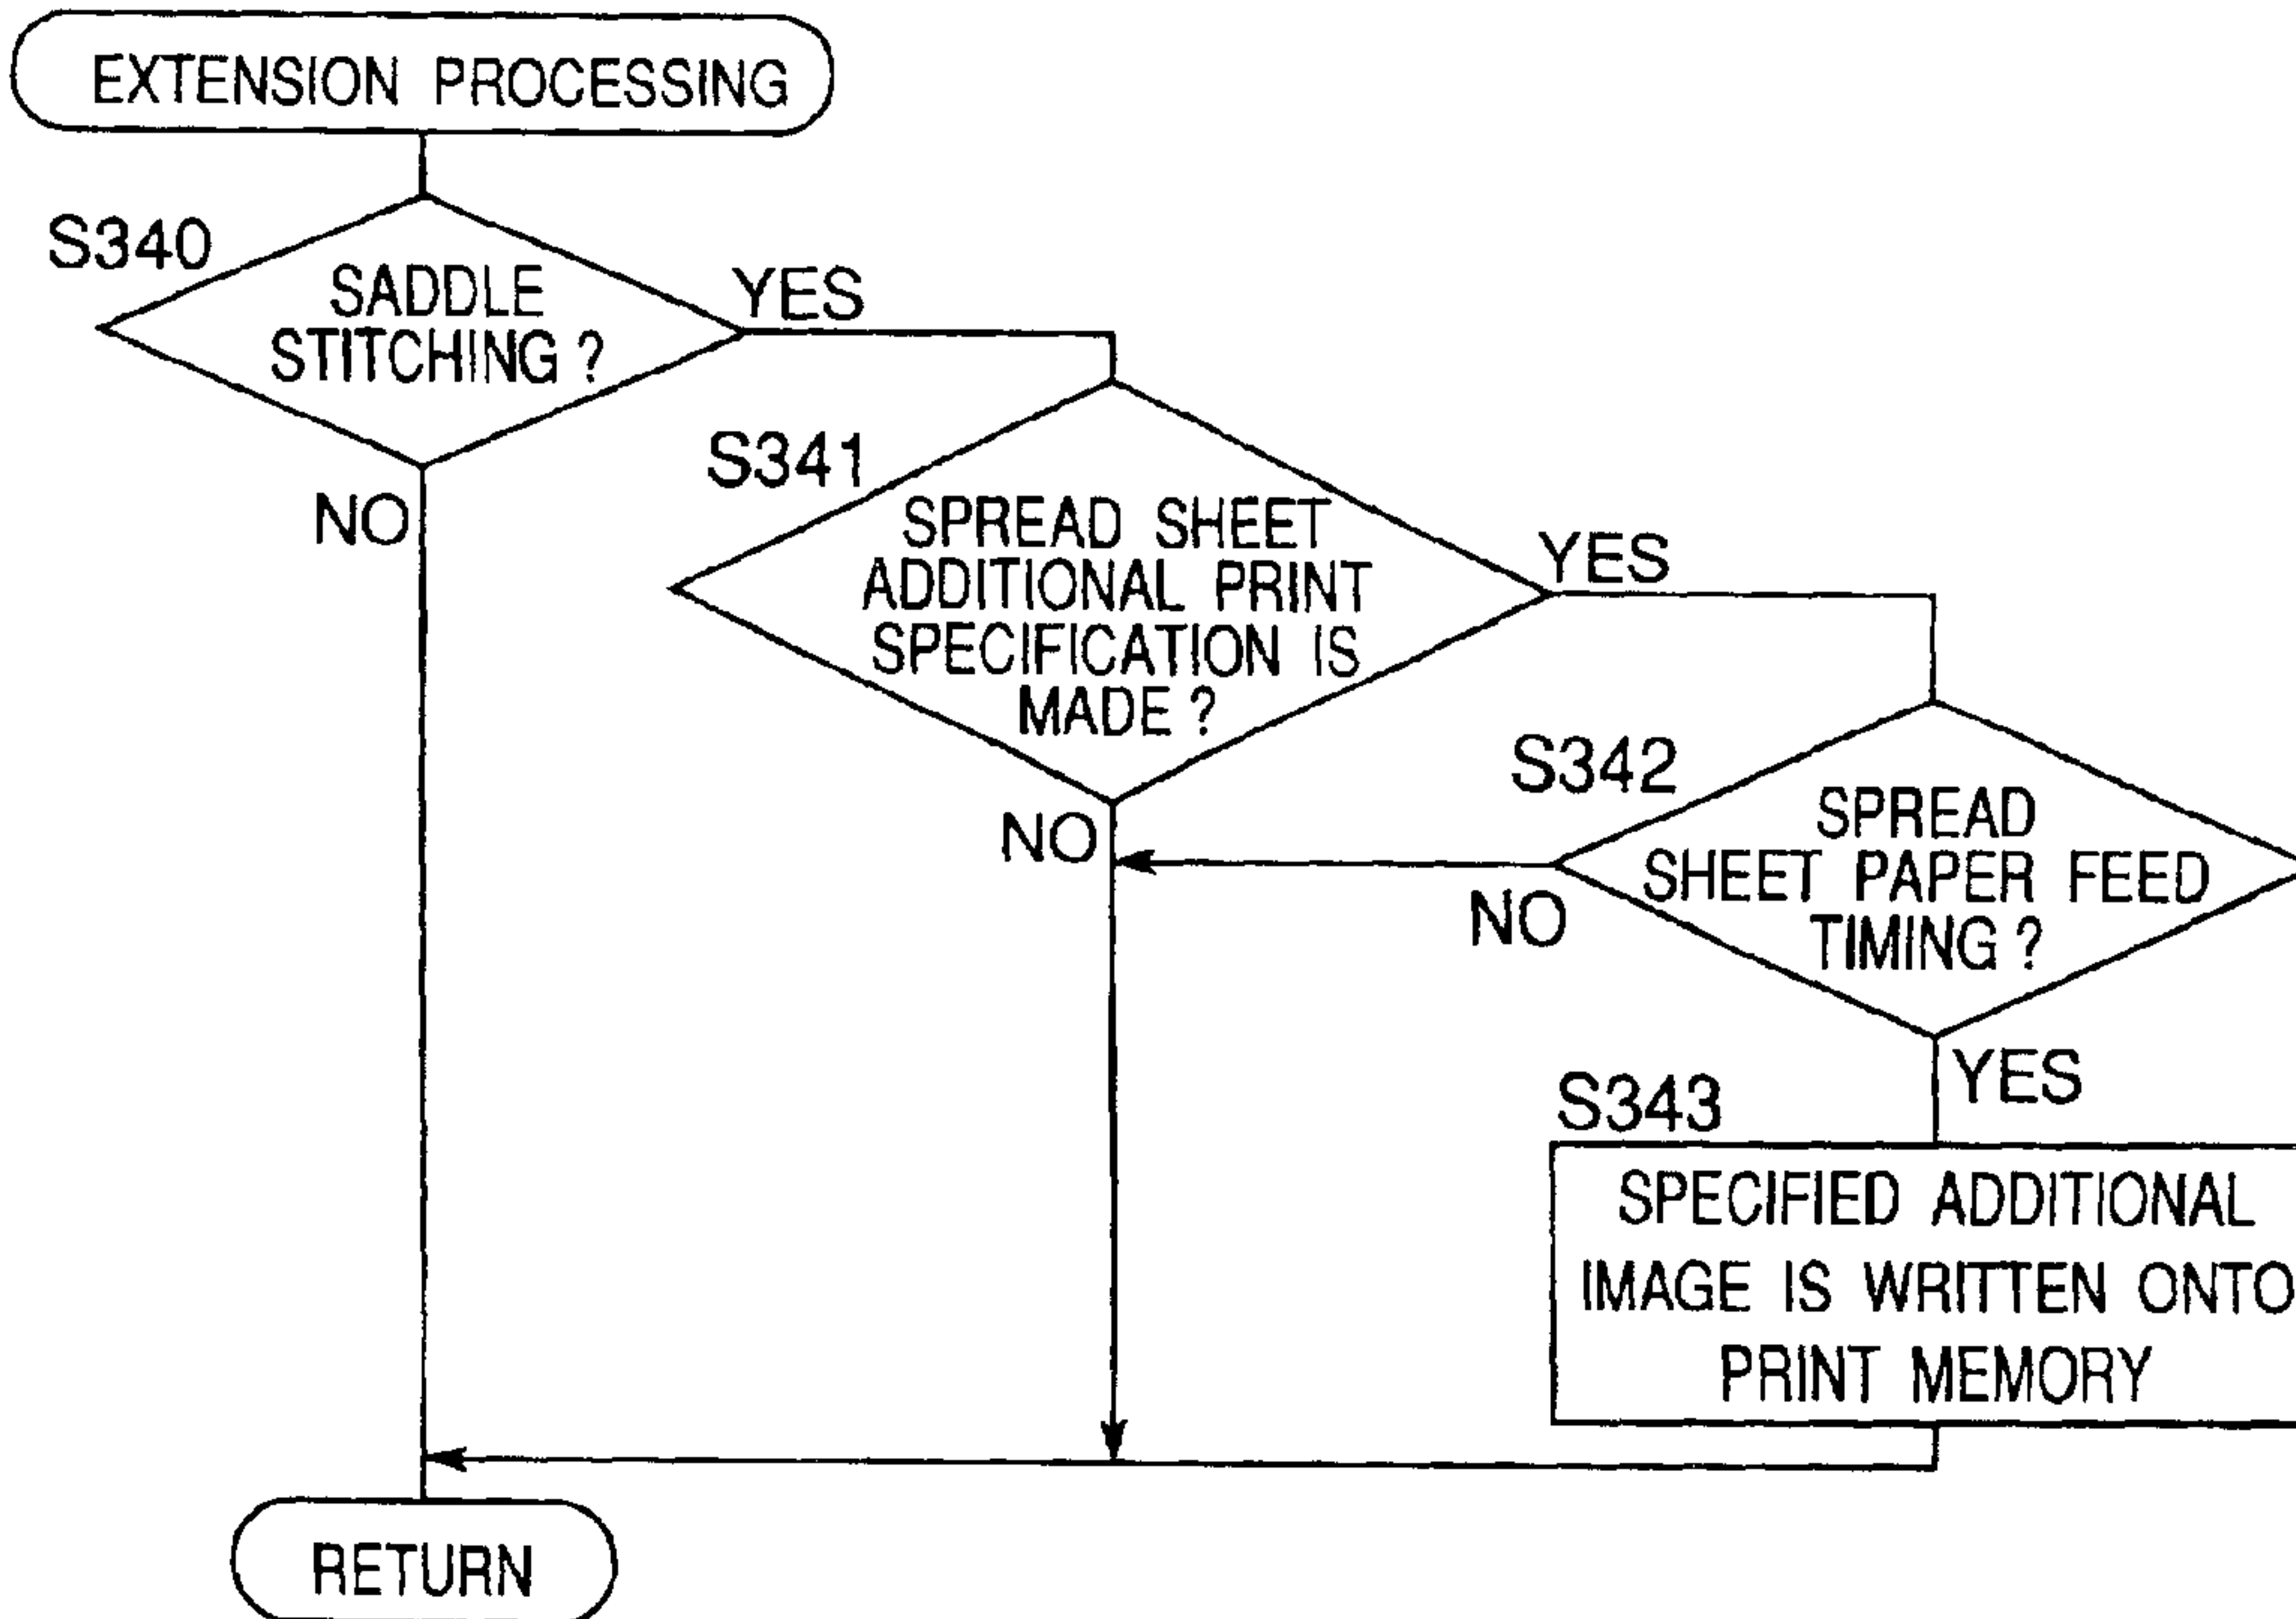 EXTENSION PROCESSING
S340
SADDLE
STITCHING ?
YES
NO
S341
SPREAD SHEET
ADDITIONAL PRINT
SPECIFICATION IS
MADE ?
YES
NO
S342
SPREAD
SHEET PAPER FEED
TIMING ?
NO
YES
S343
SPECIFIED ADDITIONAL
IMAGE IS WRITTEN ONTO
PRINT MEMORY
RETURN